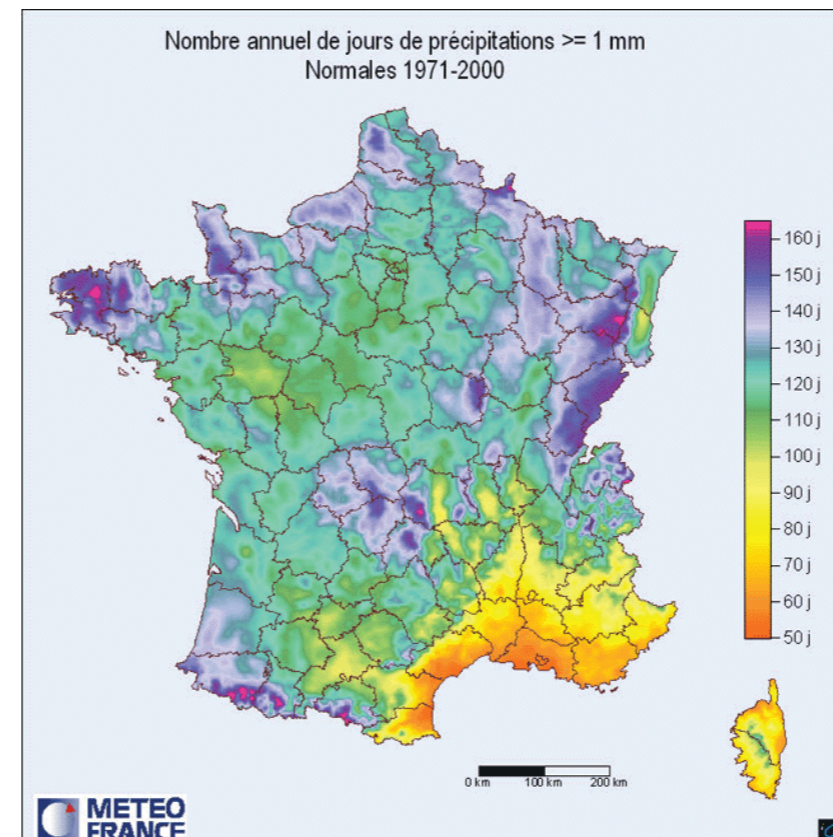 Nombre annuel de jours de précipitations >= 1 mm
Normales 1971-2000
160 j
150 j
140 j
130 j
120 j
110 j
100 j
90 j
80 j
70 j
60 j
50 j
0 km 100 km 200 km
METEO
FRANCE